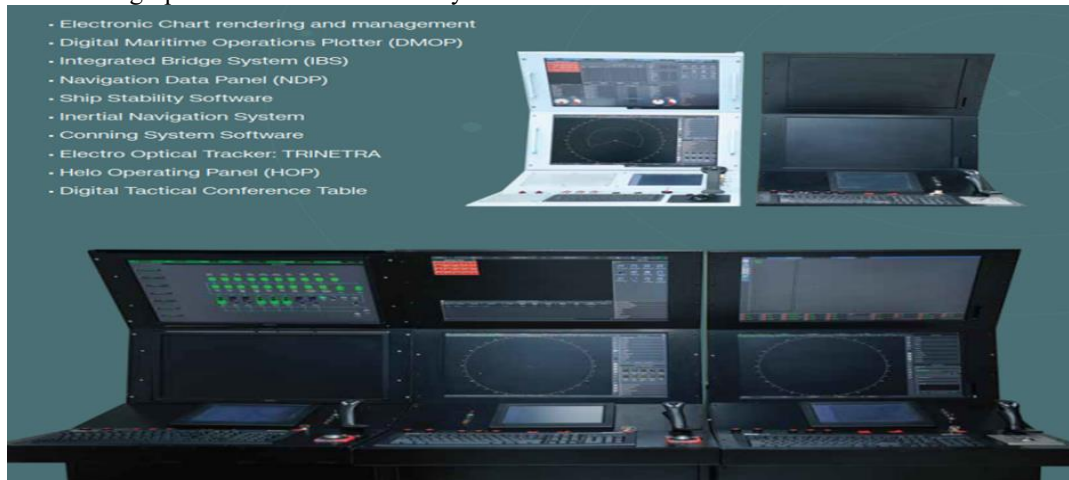 - Electronic Chart rendering and management
- Digital Maritime Operations Plotter (DMOP)
- Integrated Bridge System (IBS)
- Navigation Data Panel (NDP)
- Ship Stability Software
- Inertial Navigation System
- Conning System Software
- Electro Optical Tracker: TRINETRA
- Helo Operating Panel (HOP)
- Digital Tactical Conference Table